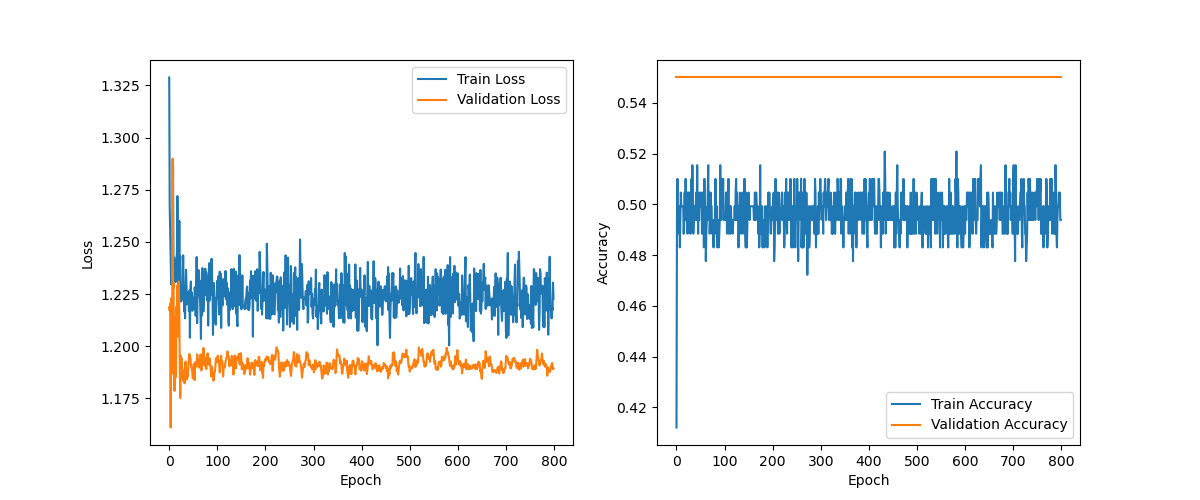 Train Loss
Validation Loss
1.325
1.300
1.275
1.250
1.225
1.200
1.175
Loss
0 100 200 300 400 500 600 700 800
Epoch
0.54
0.52
0.50
0.48
0.46
0.44
0.42
Accuracy
Train Accuracy
Validation Accuracy
0 100 200 300 400 500 600 700 800
Epoch